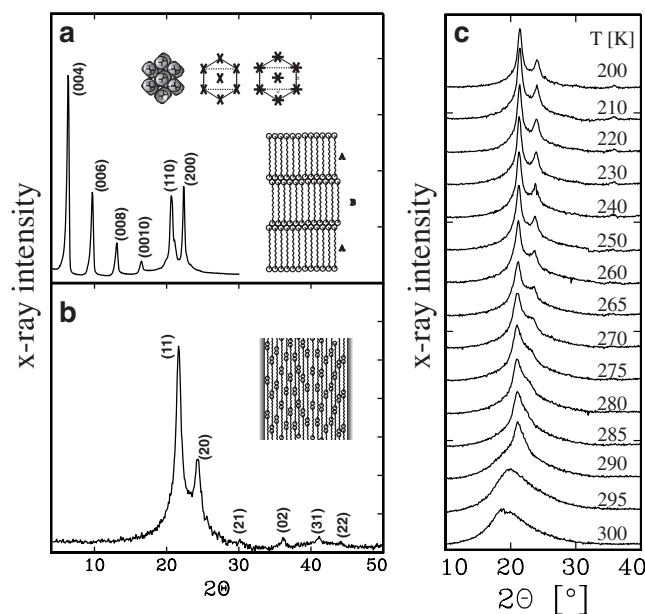 a
(004)
(006)
(008)
(0010)
(110)
(200)
A
B
A
x-ray intensity
b
(11)
(20)
(21)
(02)
(31)
(22)
x-ray intensity
10 20 30 40 50
2Θ
c
T [K]
200
210
220
230
240
250
260
265
270
275
280
285
290
295
300
x-ray intensity
10 20 30 40
2Θ [°]